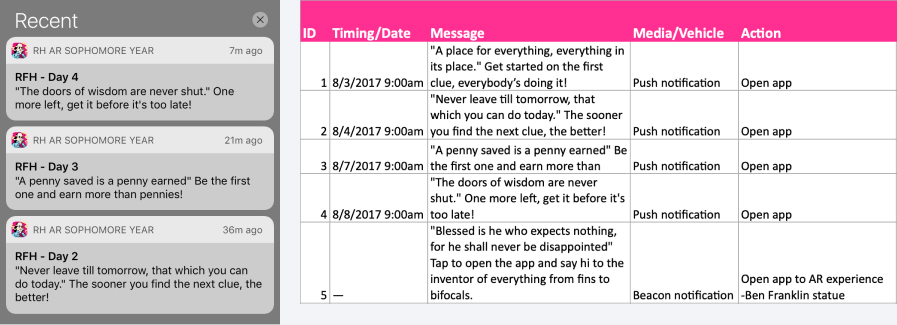 Recent
RH AR SOPHOMORE YEAR 7m ago
RFH - Day 4
"The doors of wisdom are never shut." One
more left, get it before it's too late!
RH AR SOPHOMORE YEAR 21m ago
RFH - Day 3
"A penny saved is a penny earned" Be the first
one and earn more than pennies!
RH AR SOPHOMORE YEAR 36m ago
RFH - Day 2
"Never leave till tomorrow, that which you can
do today." The sooner you find the next clue, the
better!
ID Timing/Date Message Media/Vehicle Action
"A place for everything, everything in
its place." Get started on the first
1 8/3/2017 9:00am clue, everybody's doing it! Push notification Open app
"Never leave till tomorrow, that
which you can do today." The sooner
2 8/4/2017 9:00am you find the next clue, the better! Push notification Open app
"A penny saved is a penny earned" Be
3 8/7/2017 9:00am the first one and earn more than Push notification Open app
"The doors of wisdom are never
shut." One more left, get it before it's
4 8/8/2017 9:00am too late! Push notification Open app
"Blessed is he who expects nothing,
for he shall never be disappointed"
Tap to open the app and say hi to the
inventor of everything from fins to Open app to AR experience
5 — bifocals. Beacon notification -Ben Franklin statue